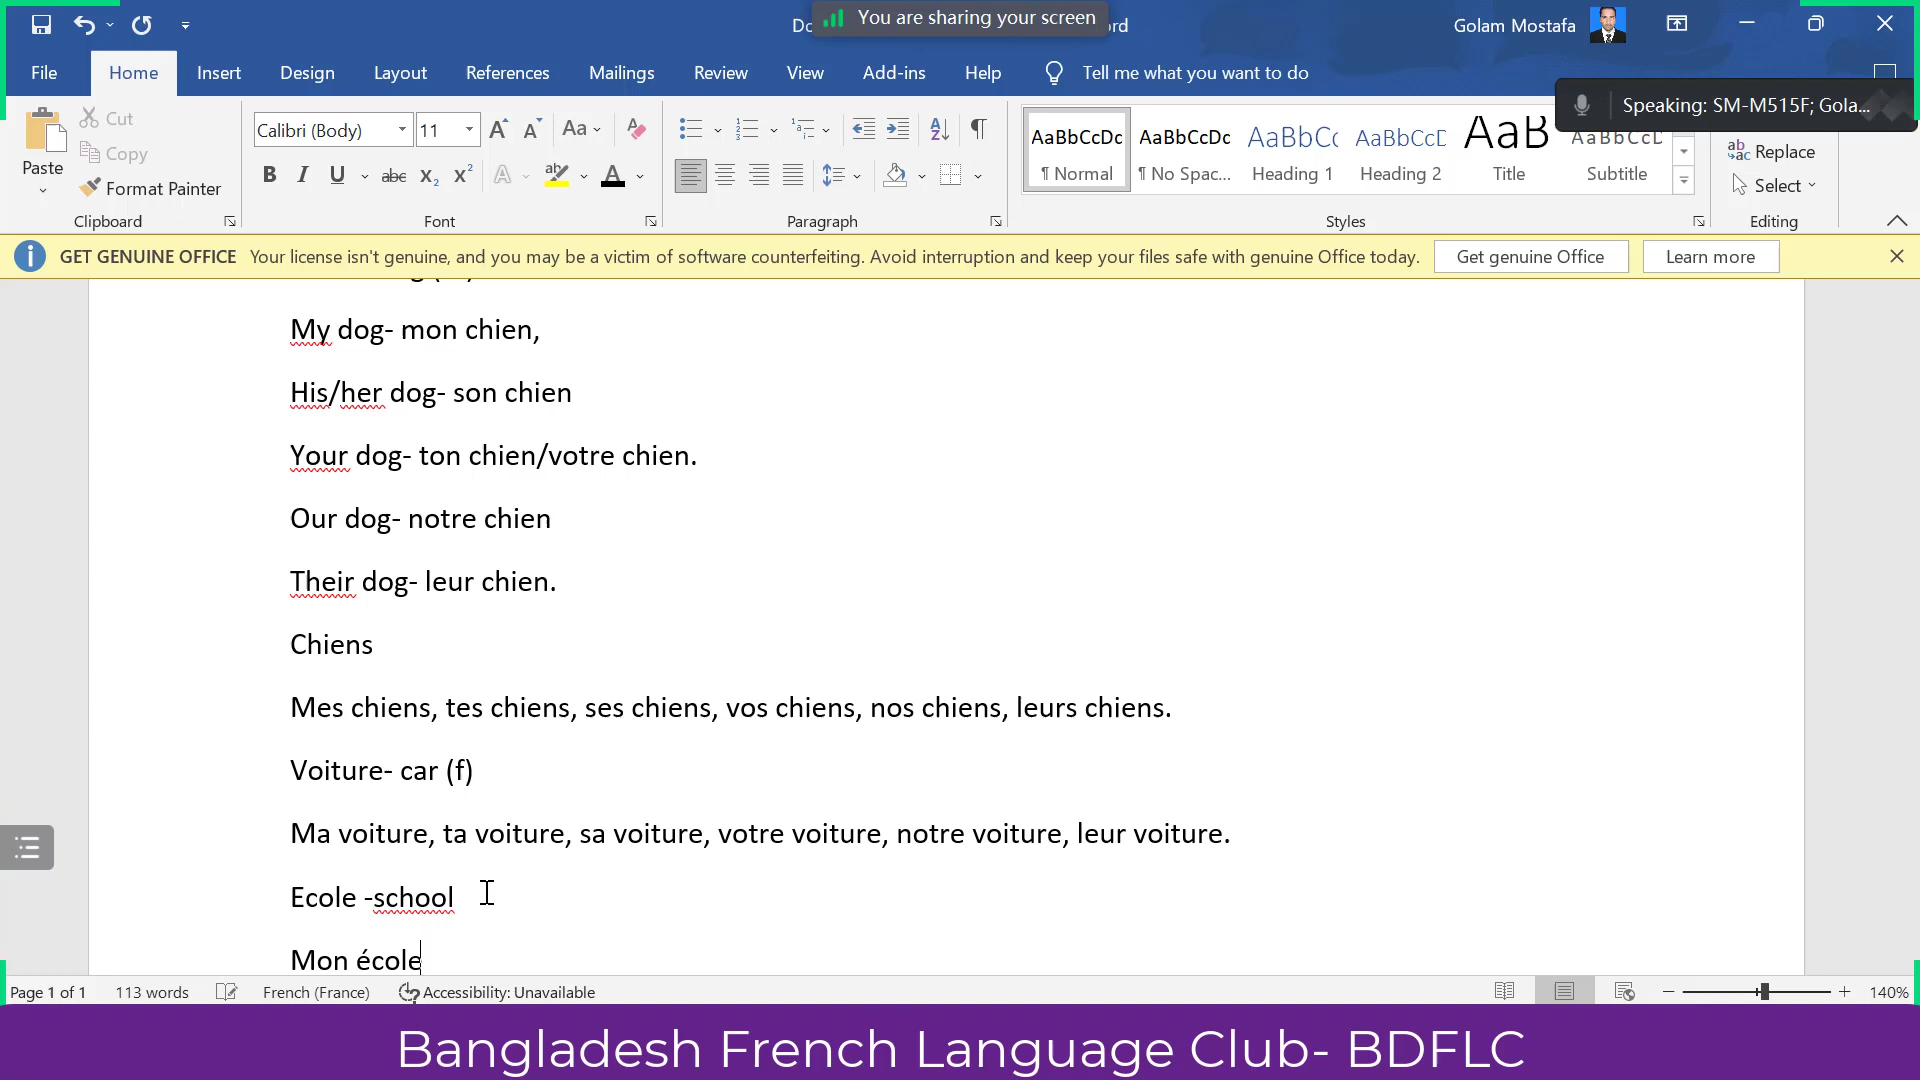 You are sharing your screen
Golam Mostafa
File Home Insert Design Layout References Mailings Review View Add-ins Help Tell me what you want to do
Speaking: SM-M515F; Gola...
Paste
Cut
Copy
Format Painter
Clipboard
Calibri (Body) 11
Font
Paragraph
AaBbCcDc AaBbCcDc AaBbCc AaBbCcD AaB AaBbCcD
¶ Normal ¶ No Spac... Heading 1 Heading 2 Title Subtitle
Styles
Replace
Select
Editing
GET GENUINE OFFICE Your license isn't genuine, and you may be a victim of software counterfeiting. Avoid interruption and keep your files safe with genuine Office today. Get genuine Office Learn more
My dog- mon chien,
His/her dog- son chien
Your dog- ton chien/votre chien.
Our dog- notre chien
Their dog- leur chien.
Chiens
Mes chiens, tes chiens, ses chiens, vos chiens, nos chiens, leurs chiens.
Voiture- car (f)
Ma voiture, ta voiture, sa voiture, votre voiture, notre voiture, leur voiture.
Ecole -school
Mon école
Page 1 of 1 113 words French (France) Accessibility: Unavailable 140%
Bangladesh French Language Club- BDFLC